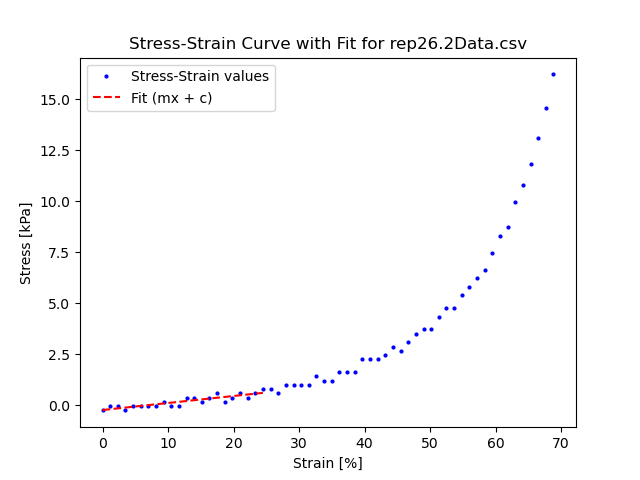 Stress-Strain Curve with Fit for rep26.2Data.csv
Stress-Strain values
Fit (mx + c)
15.0
12.5
10.0
7.5
5.0
2.5
0.0
Stress [kPa]
0 10 20 30 40 50 60 70
Strain [%]